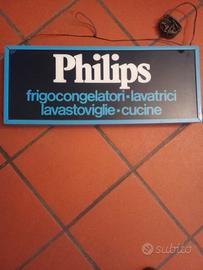 Philips
frigocongelatori•lavatrici
lavastoviglie•cucine
subito